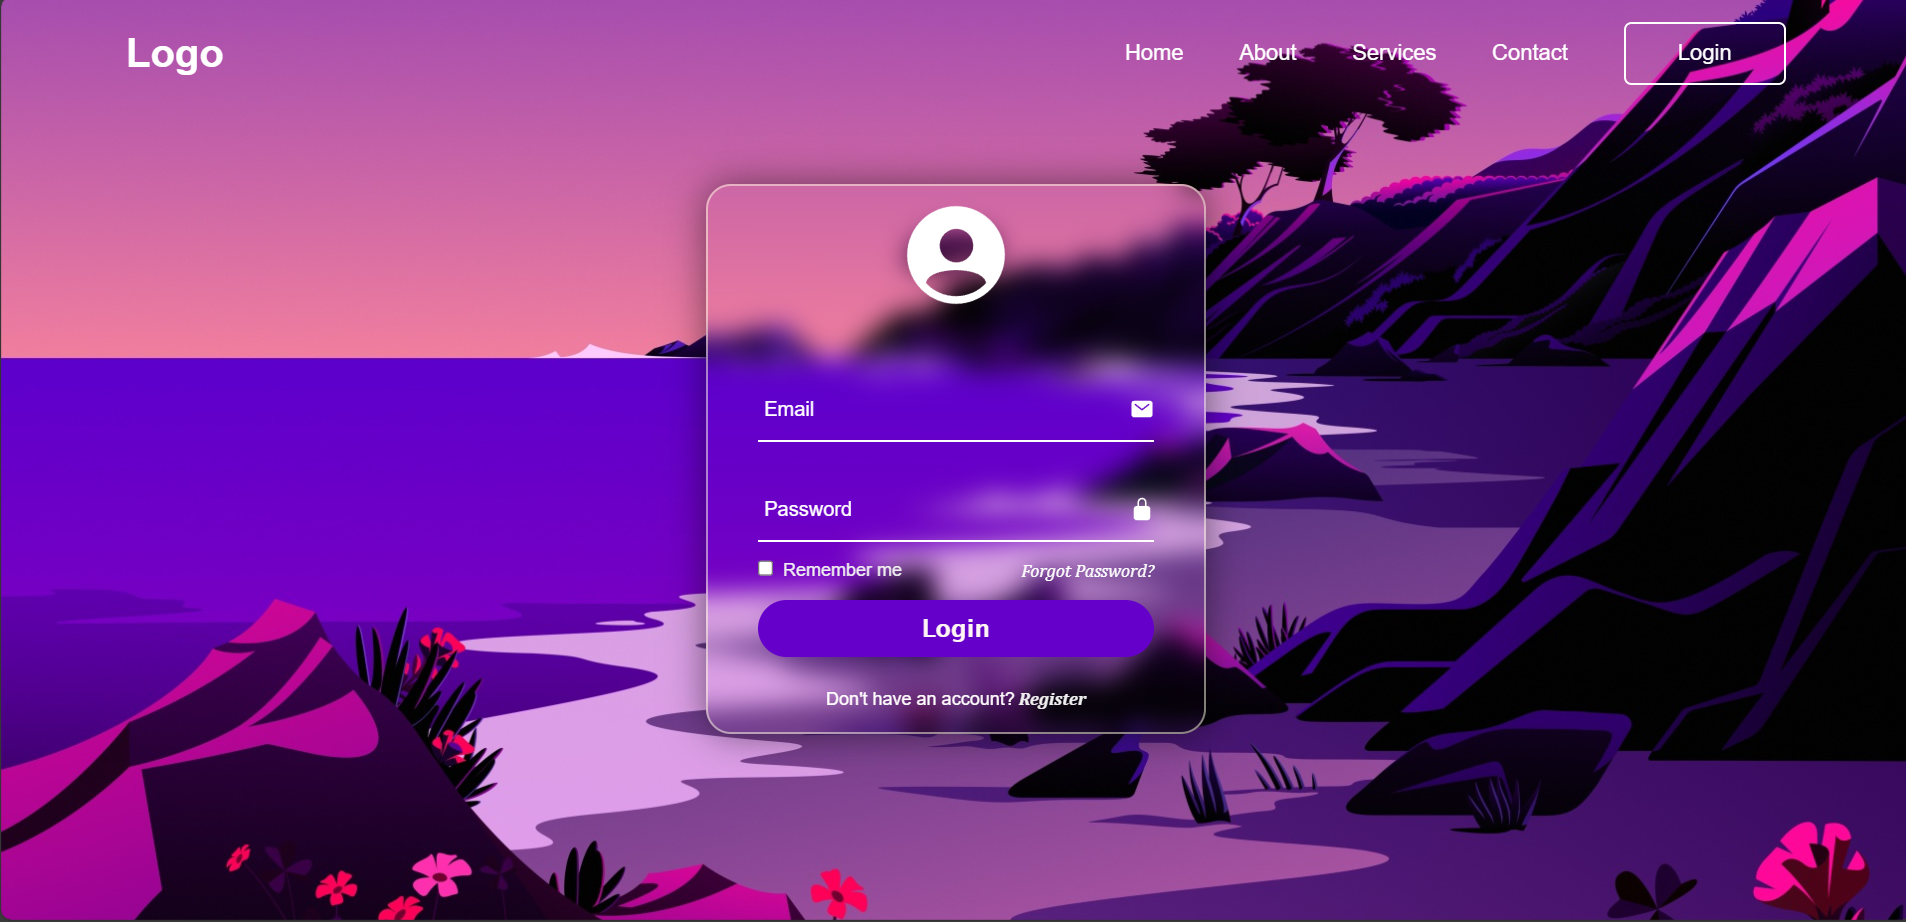 Logo
Home About Services Contact Login
Email
Password
Remember me Forgot Password?
Login
Don't have an account? Register